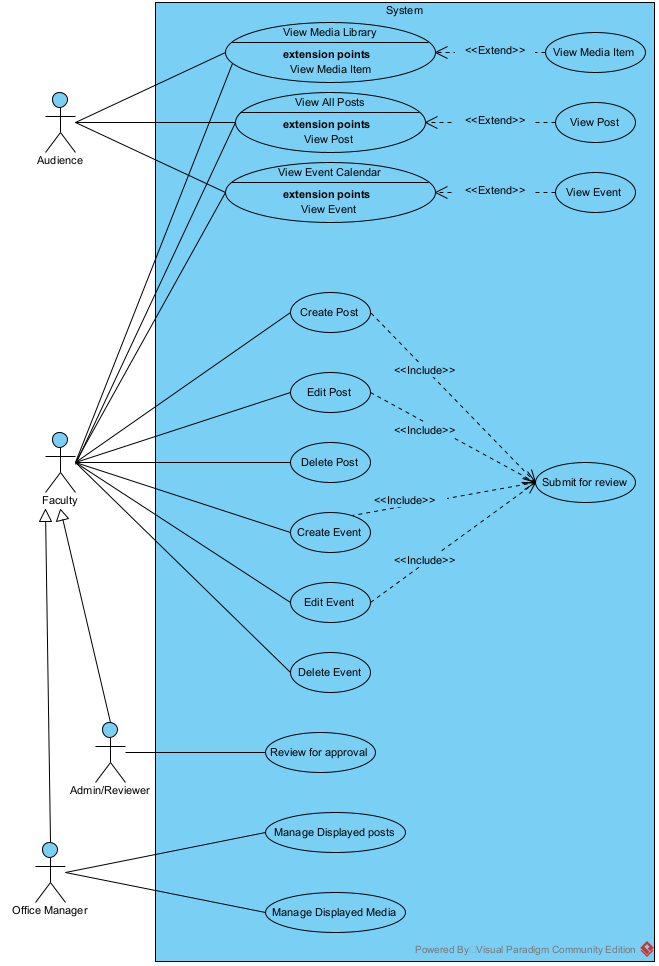 System
View Media Library
extension points
View Media Item
<<Extend>>
View Media Item
View All Posts
extension points
View Post
<<Extend>>
View Post
Audience
View Event Calendar
extension points
View Event
<<Extend>>
View Event
Create Post
<<Include>>
Edit Post
<<Include>>
Delete Post
Submit for review
Faculty
<<Include>>
Create Event
<<Include>>
Edit Event
Delete Event
Review for approval
Admin/Reviewer
Manage Displayed posts
Office Manager
Manage Displayed Media
Powered By Visual Paradigm Community Edition